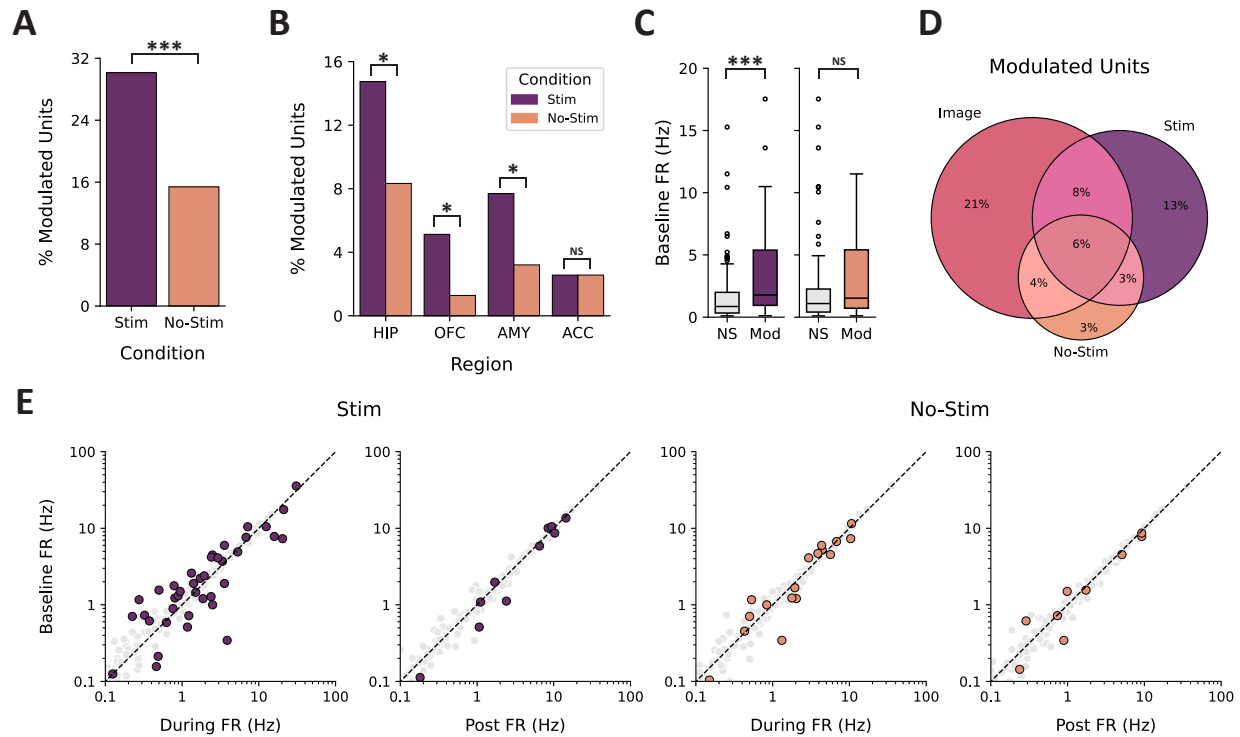 A
% Modulated Units
32
24
16
8
0
***
Stim
No-Stim
Condition
B
% Modulated Units
16
12
8
4
0
*
*
*
NS
Condition
Stim
No-Stim
HIP
OFC
AMY
ACC
Region
C
Baseline FR (Hz)
20
15
10
5
0
***
NS
NS
Mod
NS
Mod
D
Modulated Units
Image
Stim
21%
8%
13%
6%
4%
3%
3%
No-Stim
E
Stim
No-Stim
Baseline FR (Hz)
100
10
1
0.1
0.1
1
10
100
During FR (Hz)
100
10
1
0.1
0.1
1
10
100
Post FR (Hz)
100
10
1
0.1
0.1
1
10
100
During FR (Hz)
100
10
1
0.1
0.1
1
10
100
Post FR (Hz)